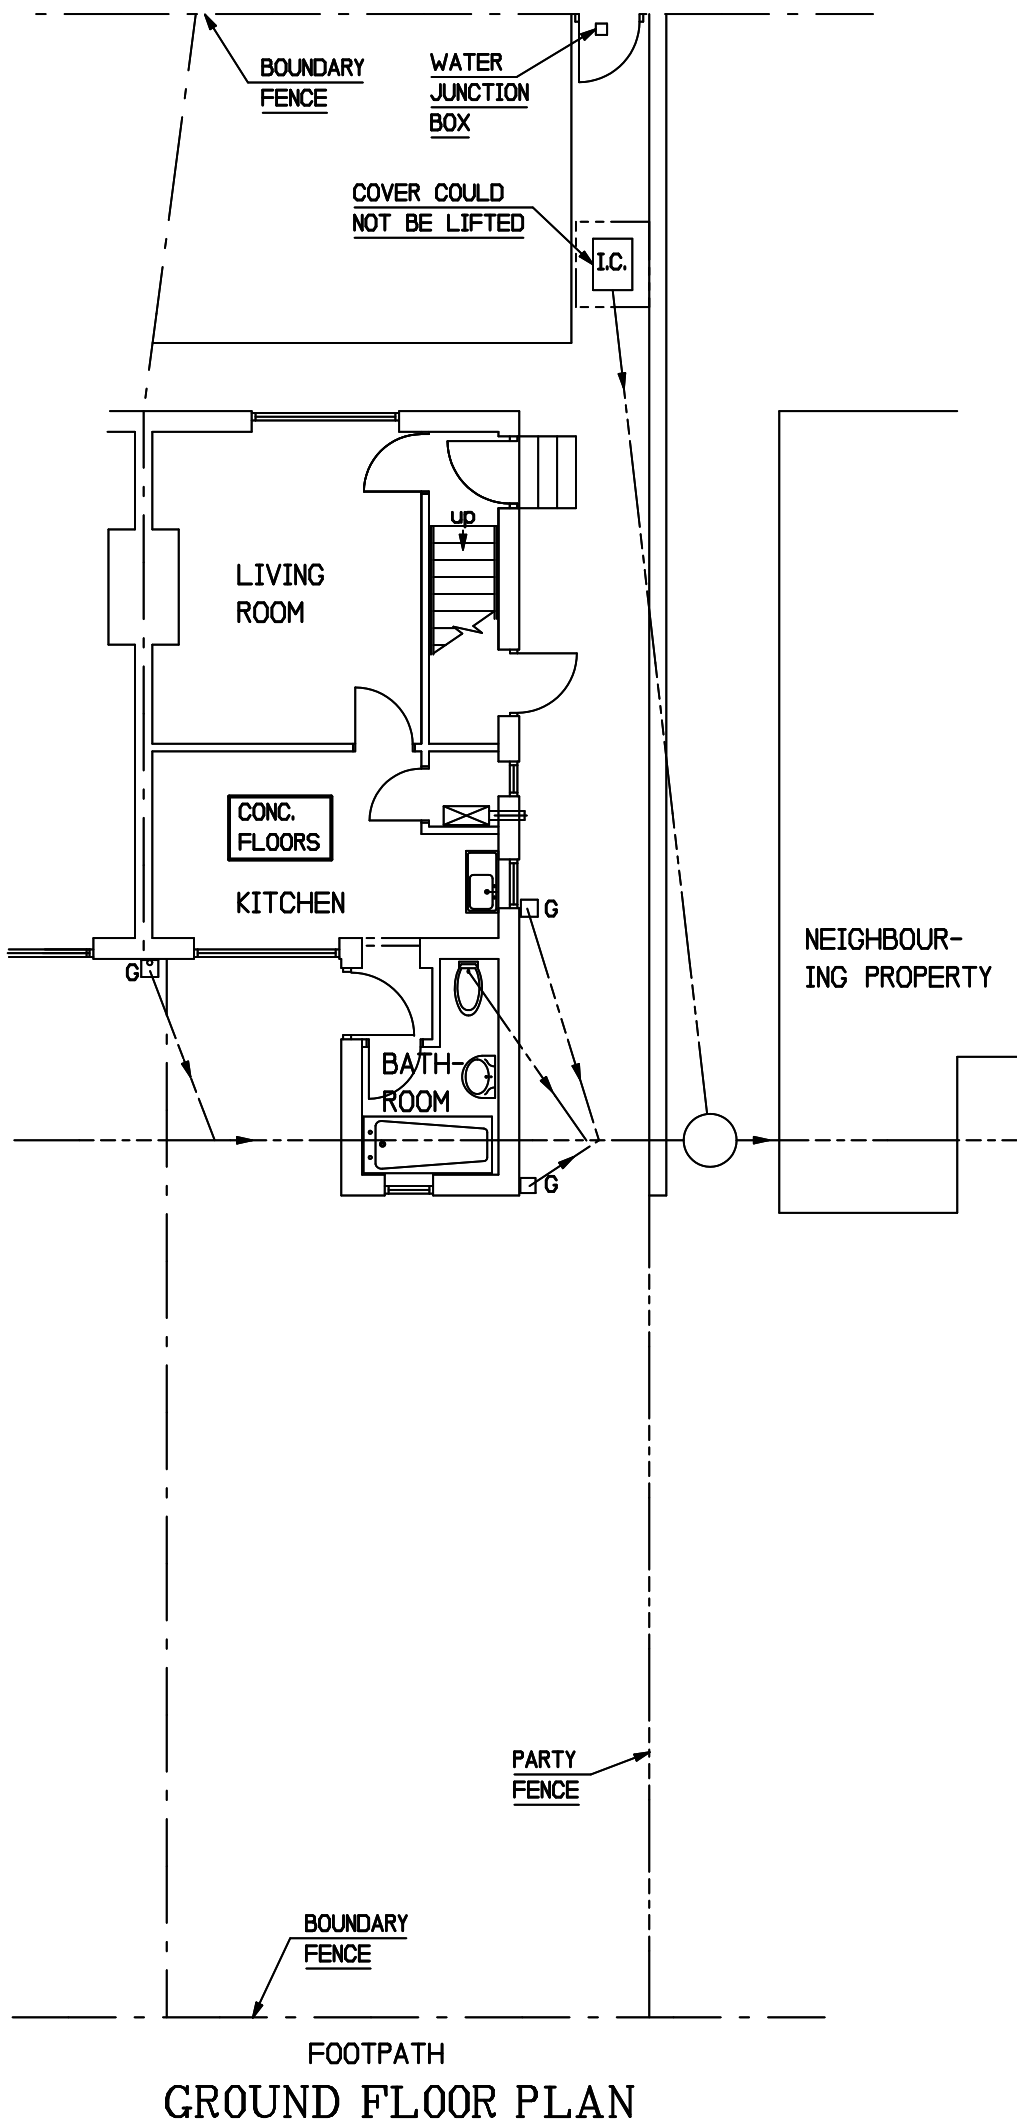 BOUNDARY
FENCE
WATER
JUNCTION
BOX
COVER COULD
NOT BE LIFTED
I.C.
up
LIVING
ROOM
CONC.
FLOORS
KITCHEN
G
G
NEIGHBOUR-
ING PROPERTY
BATH-
ROOM
G
PARTY
FENCE
BOUNDARY
FENCE
FOOTPATH
GROUND FLOOR PLAN